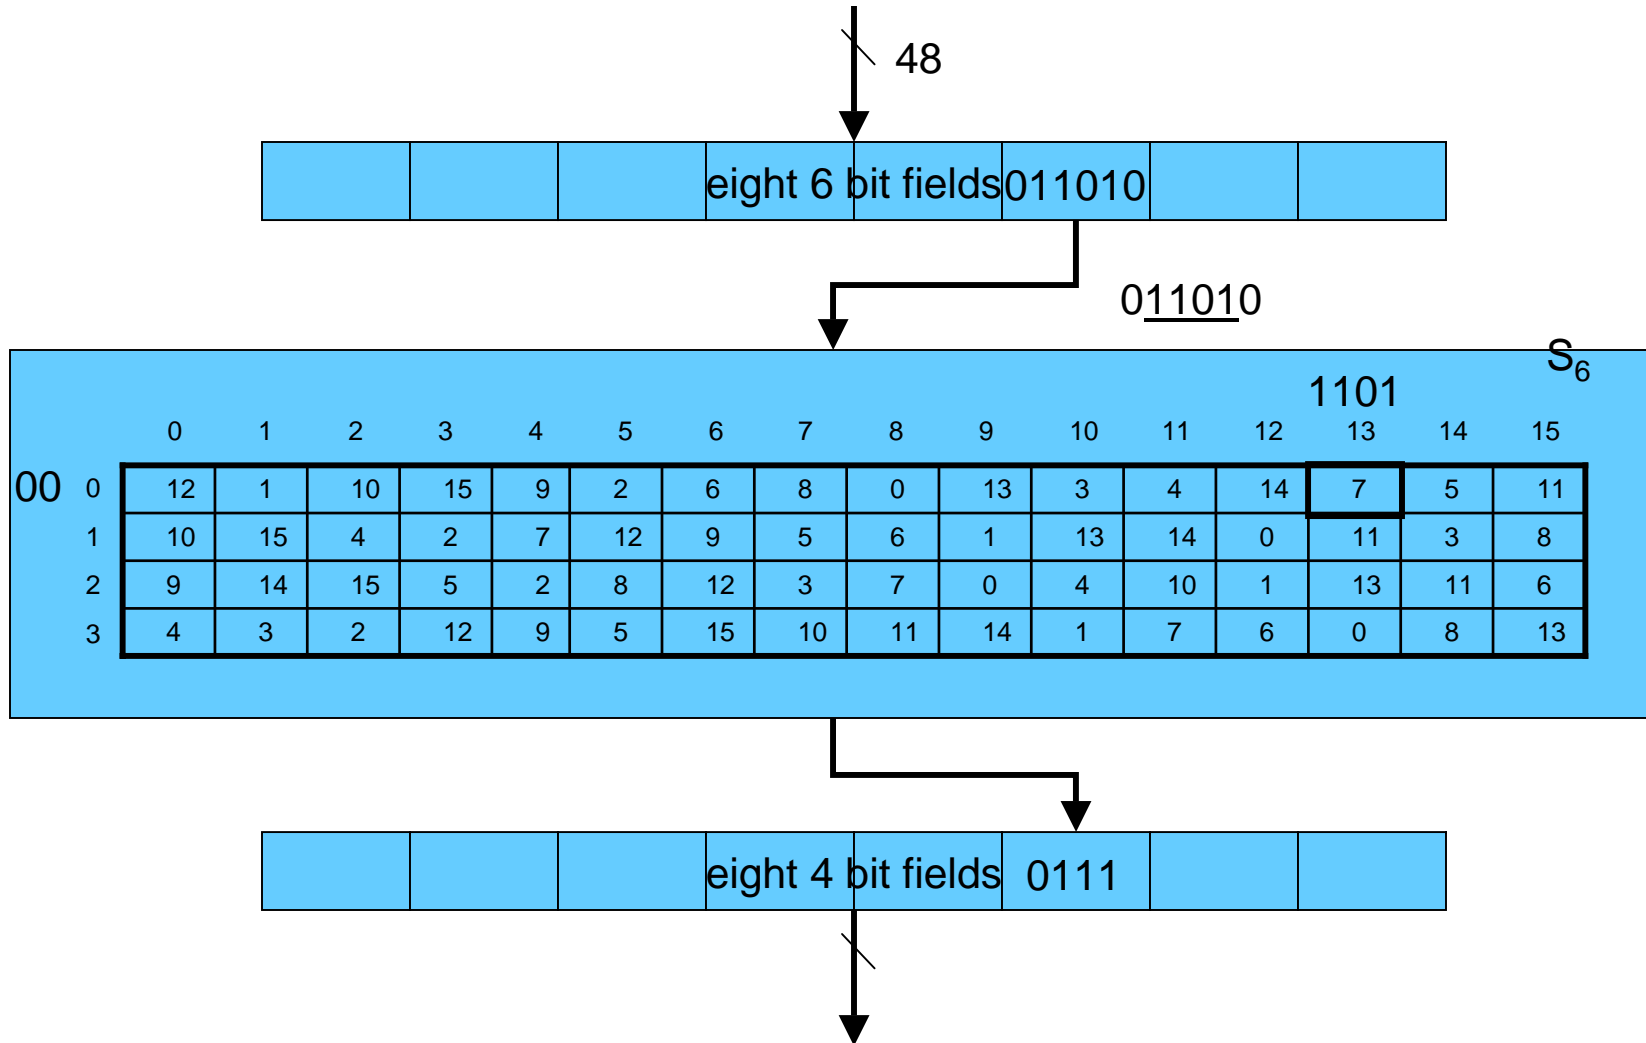 48
eight 6 bit fields 011010
011010
S6
1101
0 1 2 3 4 5 6 7 8 9 10 11 12 13 14 15
00 0 12 1 10 15 9 2 6 8 0 13 3 4 14 7 5 11
1 10 15 4 2 7 12 9 5 6 1 13 14 0 11 3 8
2 9 14 15 5 2 8 12 3 7 0 4 10 1 13 11 6
3 4 3 2 12 9 5 15 10 11 14 1 7 6 0 8 13
eight 4 bit fields 0111